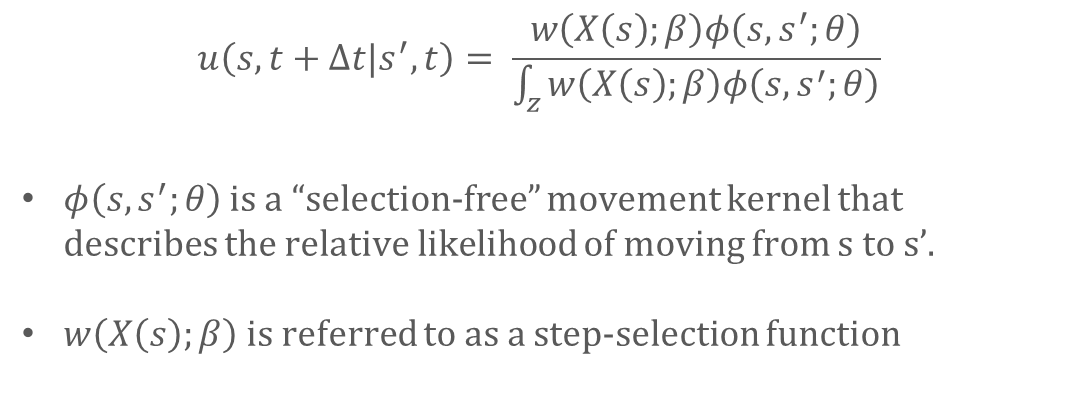 u(s, t + Δt|s′, t) = w(X(s); β)ϕ(s, s′; θ) / ∫_z w(X(s); β)ϕ(s, s′; θ)
• ϕ(s, s′; θ) is a “selection-free” movement kernel that
describes the relative likelihood of moving from s to s’.
• w(X(s); β) is referred to as a step-selection function